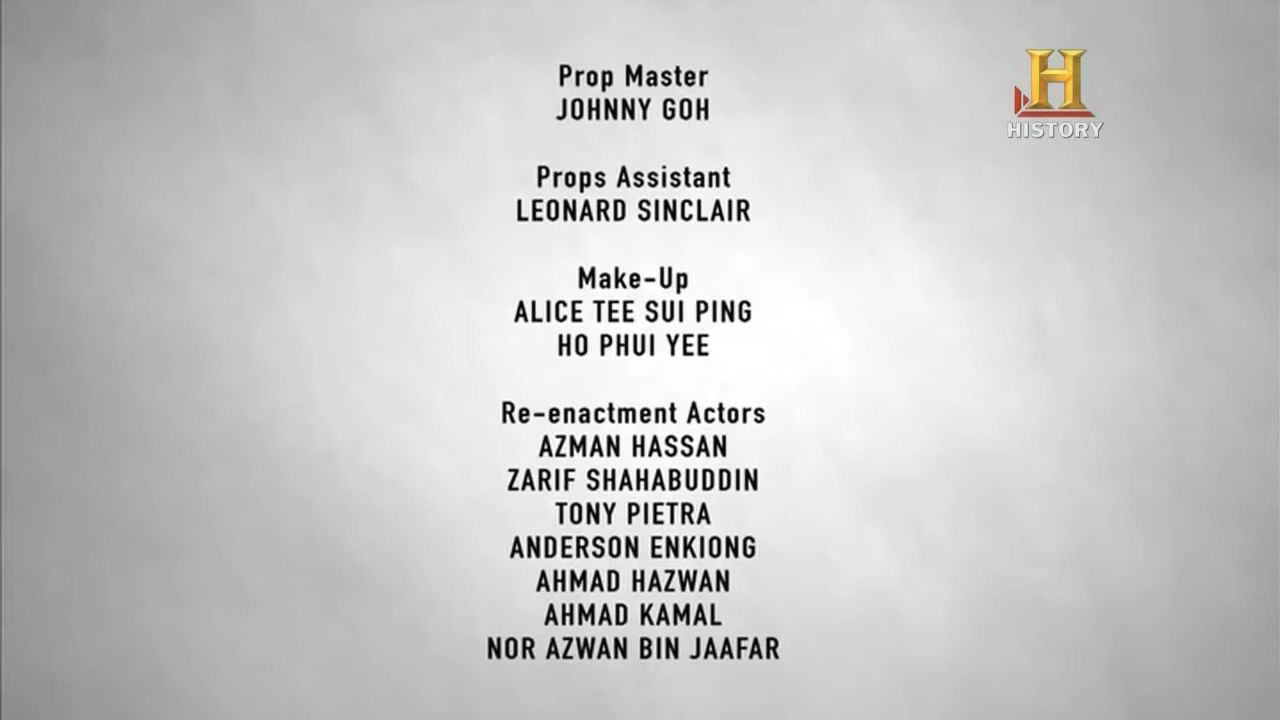 Prop Master
JOHNNY GOH
Props Assistant
LEONARD SINCLAIR
Make-Up
ALICE TEE SUI PING
HO PHUI YEE
Re-enactment Actors
AZMAN HASSAN
ZARIF SHAHABUDDIN
TONY PIETRA
ANDERSON ENKIONG
AHMAD HAZWAN
AHMAD KAMAL
NOR AZWAN BIN JAAFAR
H
HISTORY